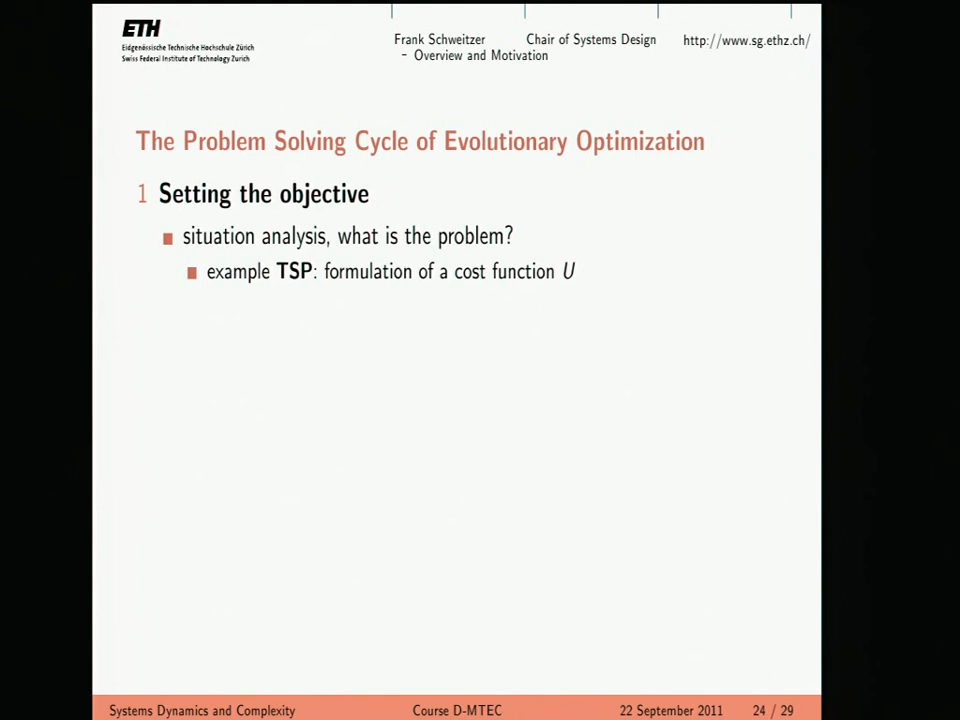 ETH
Eidgenössische Technische Hochschule Zürich
Swiss Federal Institute of Technology Zurich
Frank Schweitzer Chair of Systems Design http://www.sg.ethz.ch/
– Overview and Motivation
The Problem Solving Cycle of Evolutionary Optimization
1 Setting the objective
situation analysis, what is the problem?
example TSP: formulation of a cost function U
Systems Dynamics and Complexity Course D-MTEC 22 September 2011 24 / 29